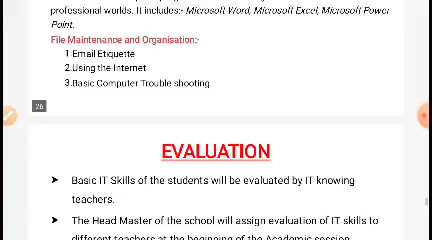 professional worlds. It includes:- Microsoft Word, Microsoft Excel, Microsoft Power
Point.
File Maintenance and Organisation:-
1.Email Etiquette
2.Using the Internet
3.Basic Computer Trouble shooting
26
EVALUATION
➤ Basic IT Skills of the students will be evaluated by IT knowing
teachers.
➤ The Head Master of the school will assign evaluation of IT skills to
different teachers at the beginning of the Academic session